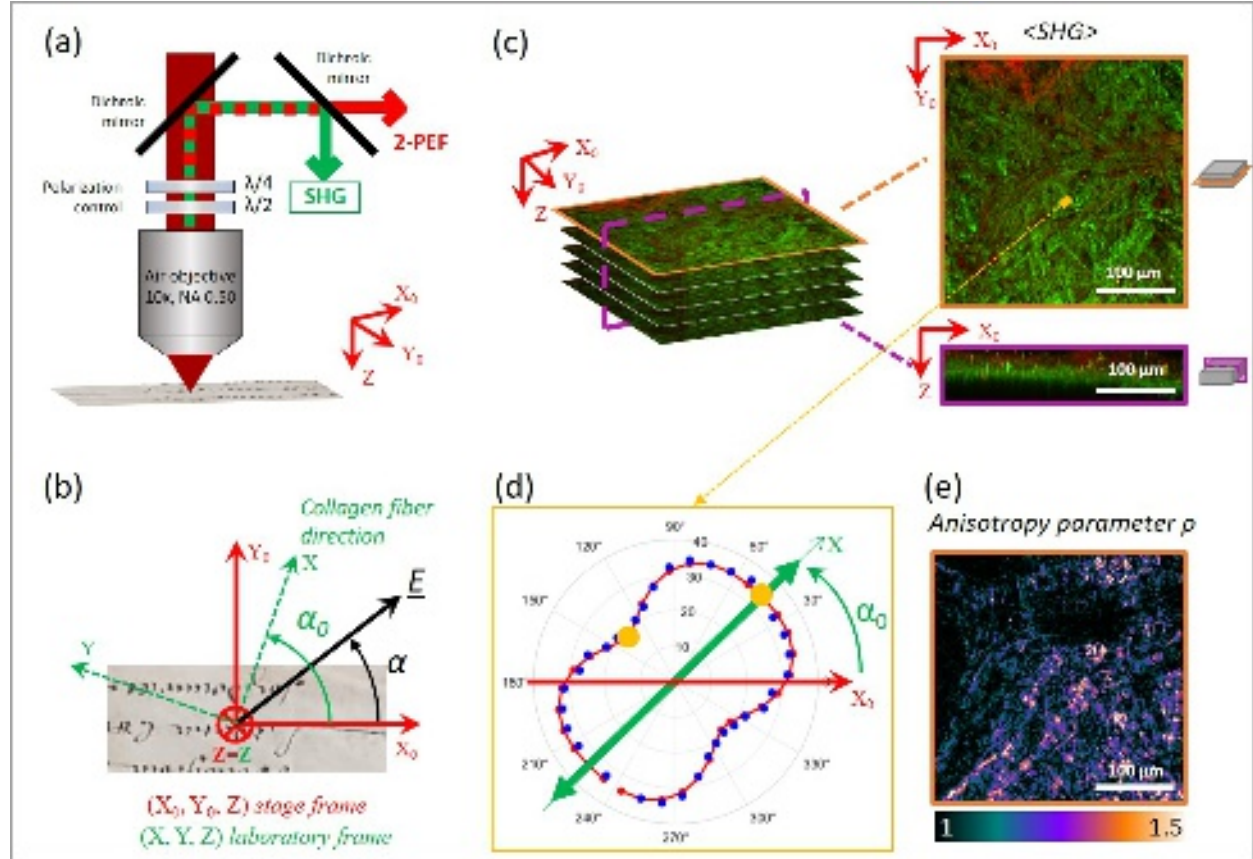 (a)
Dichroic
mirror
Dichroic
mirror
2-PEF
SHG
Polarization
control
λ/4
λ/2
Air objective
10x, NA 0.30
X₀
Y₀
Z
(b)
Collagen fiber
direction
Y₀
X
E
α₀
α
Y
Z=Z
X₀
(X₀, Y₀, Z) stage frame
(X, Y, Z) laboratory frame
(c)
<SHG>
X₀
Y₀
X₀
Y₀
Z
100 µm
X₀
Z
100 µm
(d)
90°
120°
40
30
20
10
X
α₀
X₀
180°
210°
240°
270°
300°
330°
(e)
Anisotropy parameter ρ
100 µm
1
1.5